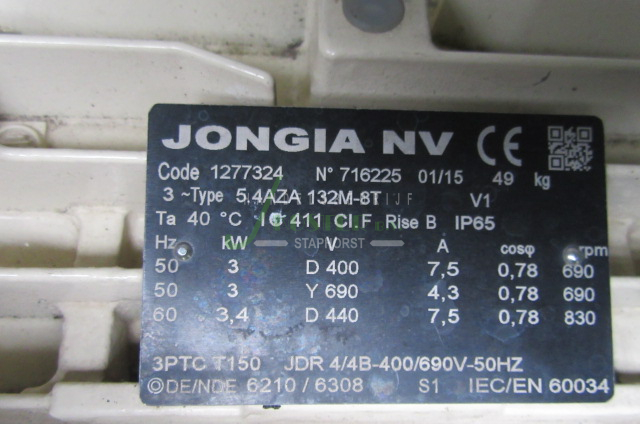 JONGIA NV CE
Code 1277324 N° 716225 01/15 49 kg
3 ~Type 5.4AZA 132M-8T V1
Ta 40 °C IC 411 Cl.F Rise B IP65
STAPHORST
Hz kW V A cosφ rpm
50 3 D 400 7,5 0,78 690
50 3 Y 690 4,3 0,78 690
60 3,4 D 440 7,5 0,78 830
3PTC T150 JDR 4/4B-400/690V-50HZ
DE/NDE 6210 / 6308 S1 IEC/EN 60034